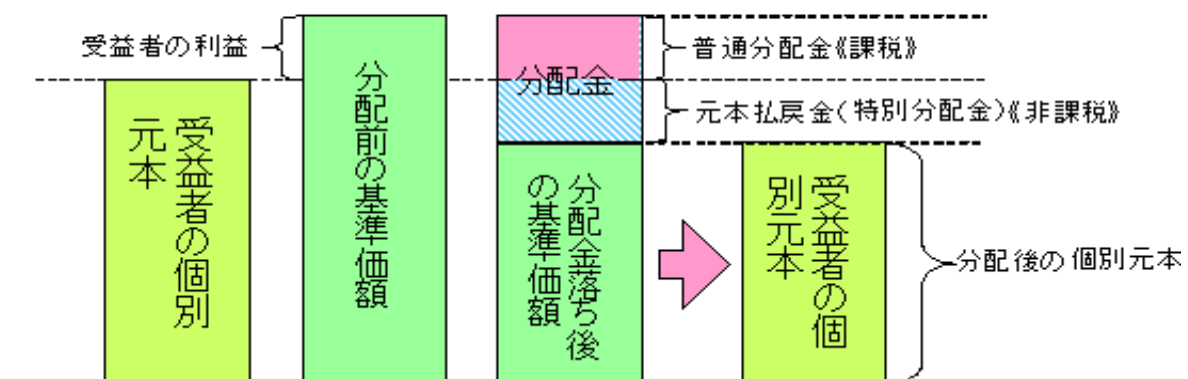 受益者の利益
普通分配金《課税》
分配金
元本払戻金(特別分配金)《非課税》
受益者の個別
元本
分配前の基準価額
分配金落ち後
の基準価額
受益者の個
別元本
分配後の個別元本